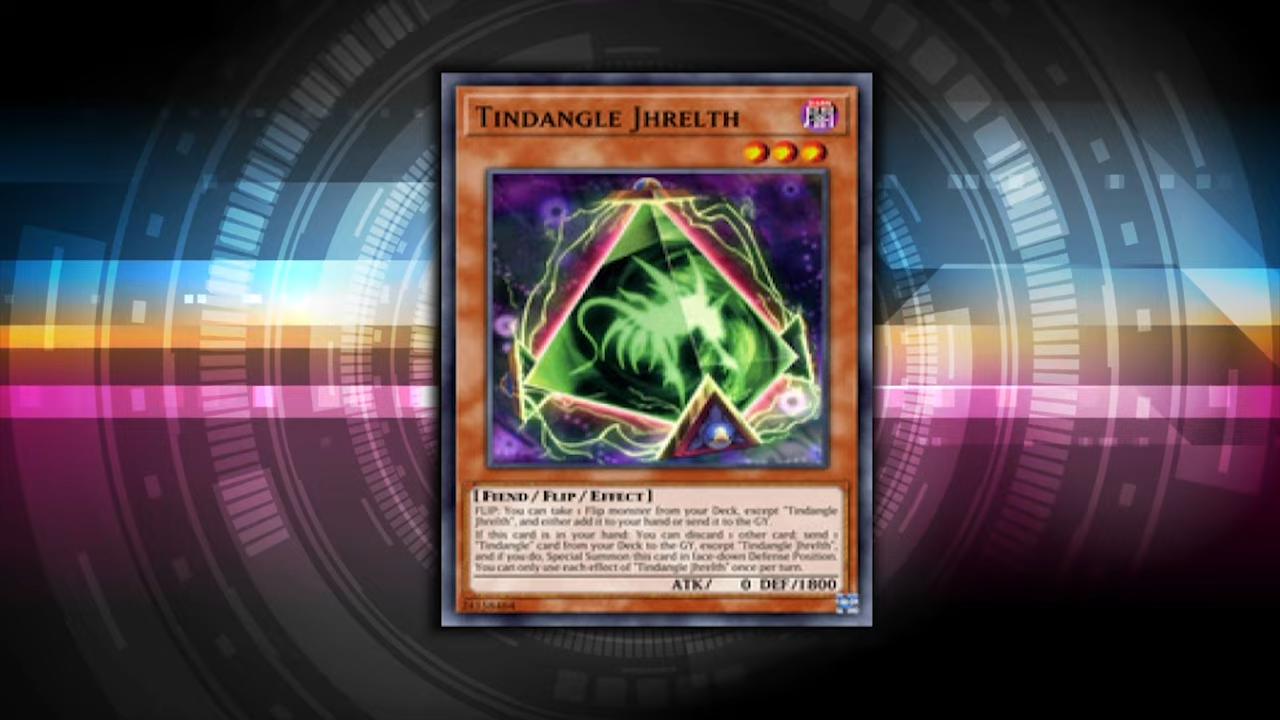 TINDANGLE JHRELTH
DARK
[FIEND / FLIP / EFFECT]
FLIP: You can take 1 Flip monster from your Deck, except "Tindangle
Jhrelth", and either add it to your hand or send it to the GY.
If this card is in your hand: You can discard 1 other card; send 1
"Tindangle" card from your Deck to the GY, except "Tindangle Jhrelth",
and if you do, Special Summon this card in face-down Defense Position.
You can only use each effect of "Tindangle Jhrelth" once per turn.
ATK/ 0 DEF/1800